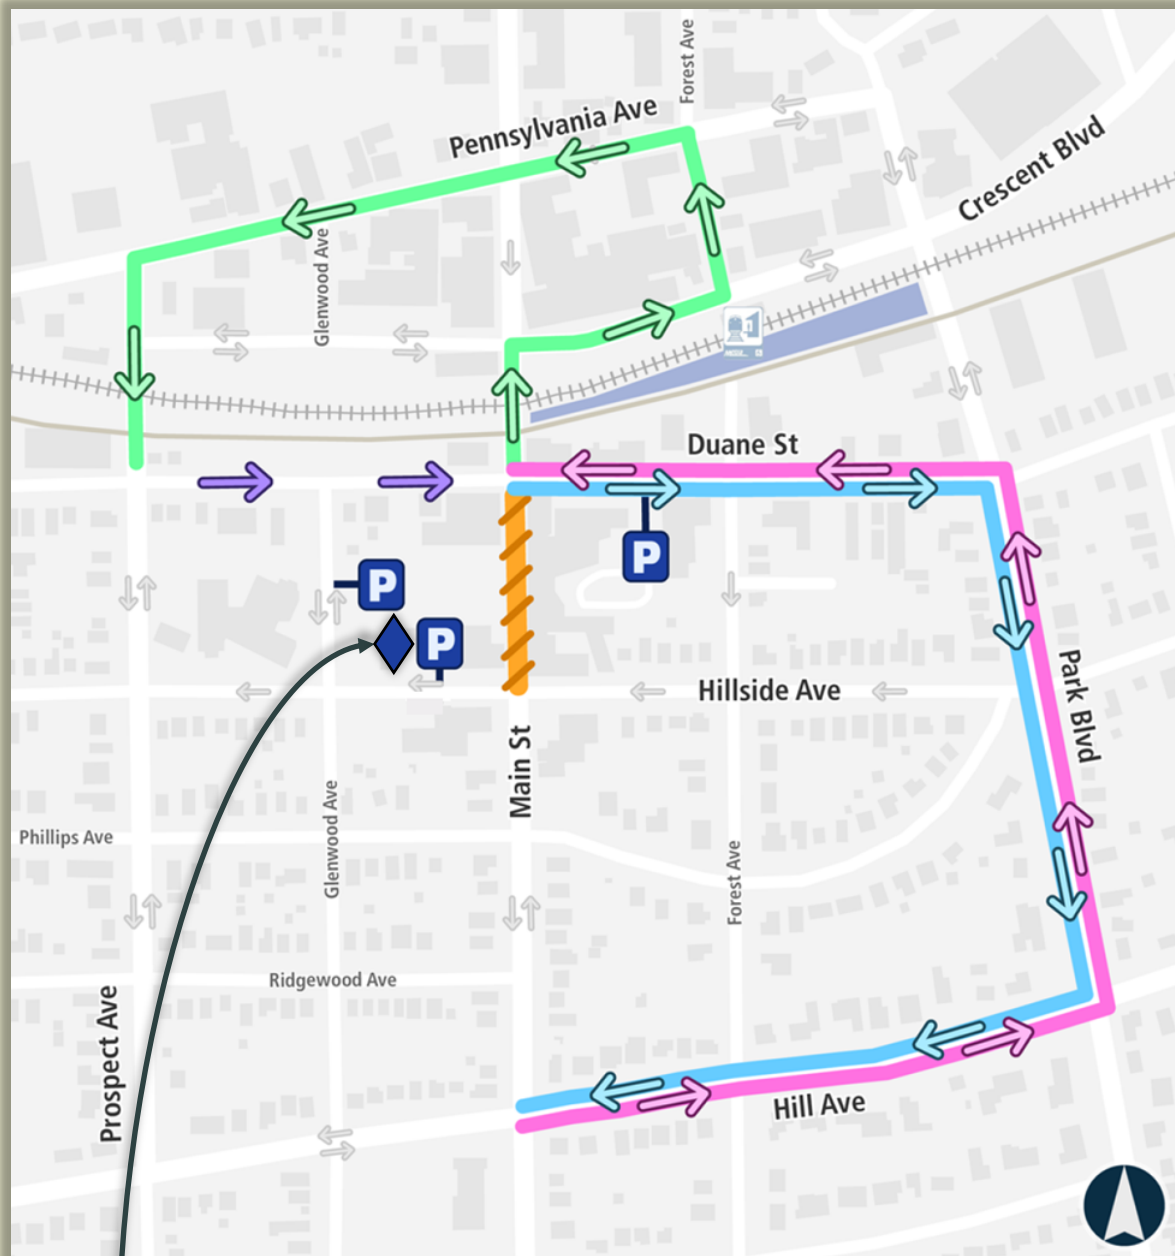 Forest Ave
Pennsylvania Ave
Crescent Blvd
Glenwood Ave
Duane St
P
P
P
Hillside Ave
Park Blvd
Main St
Phillips Ave
Glenwood Ave
Forest Ave
Ridgewood Ave
Prospect Ave
Hill Ave